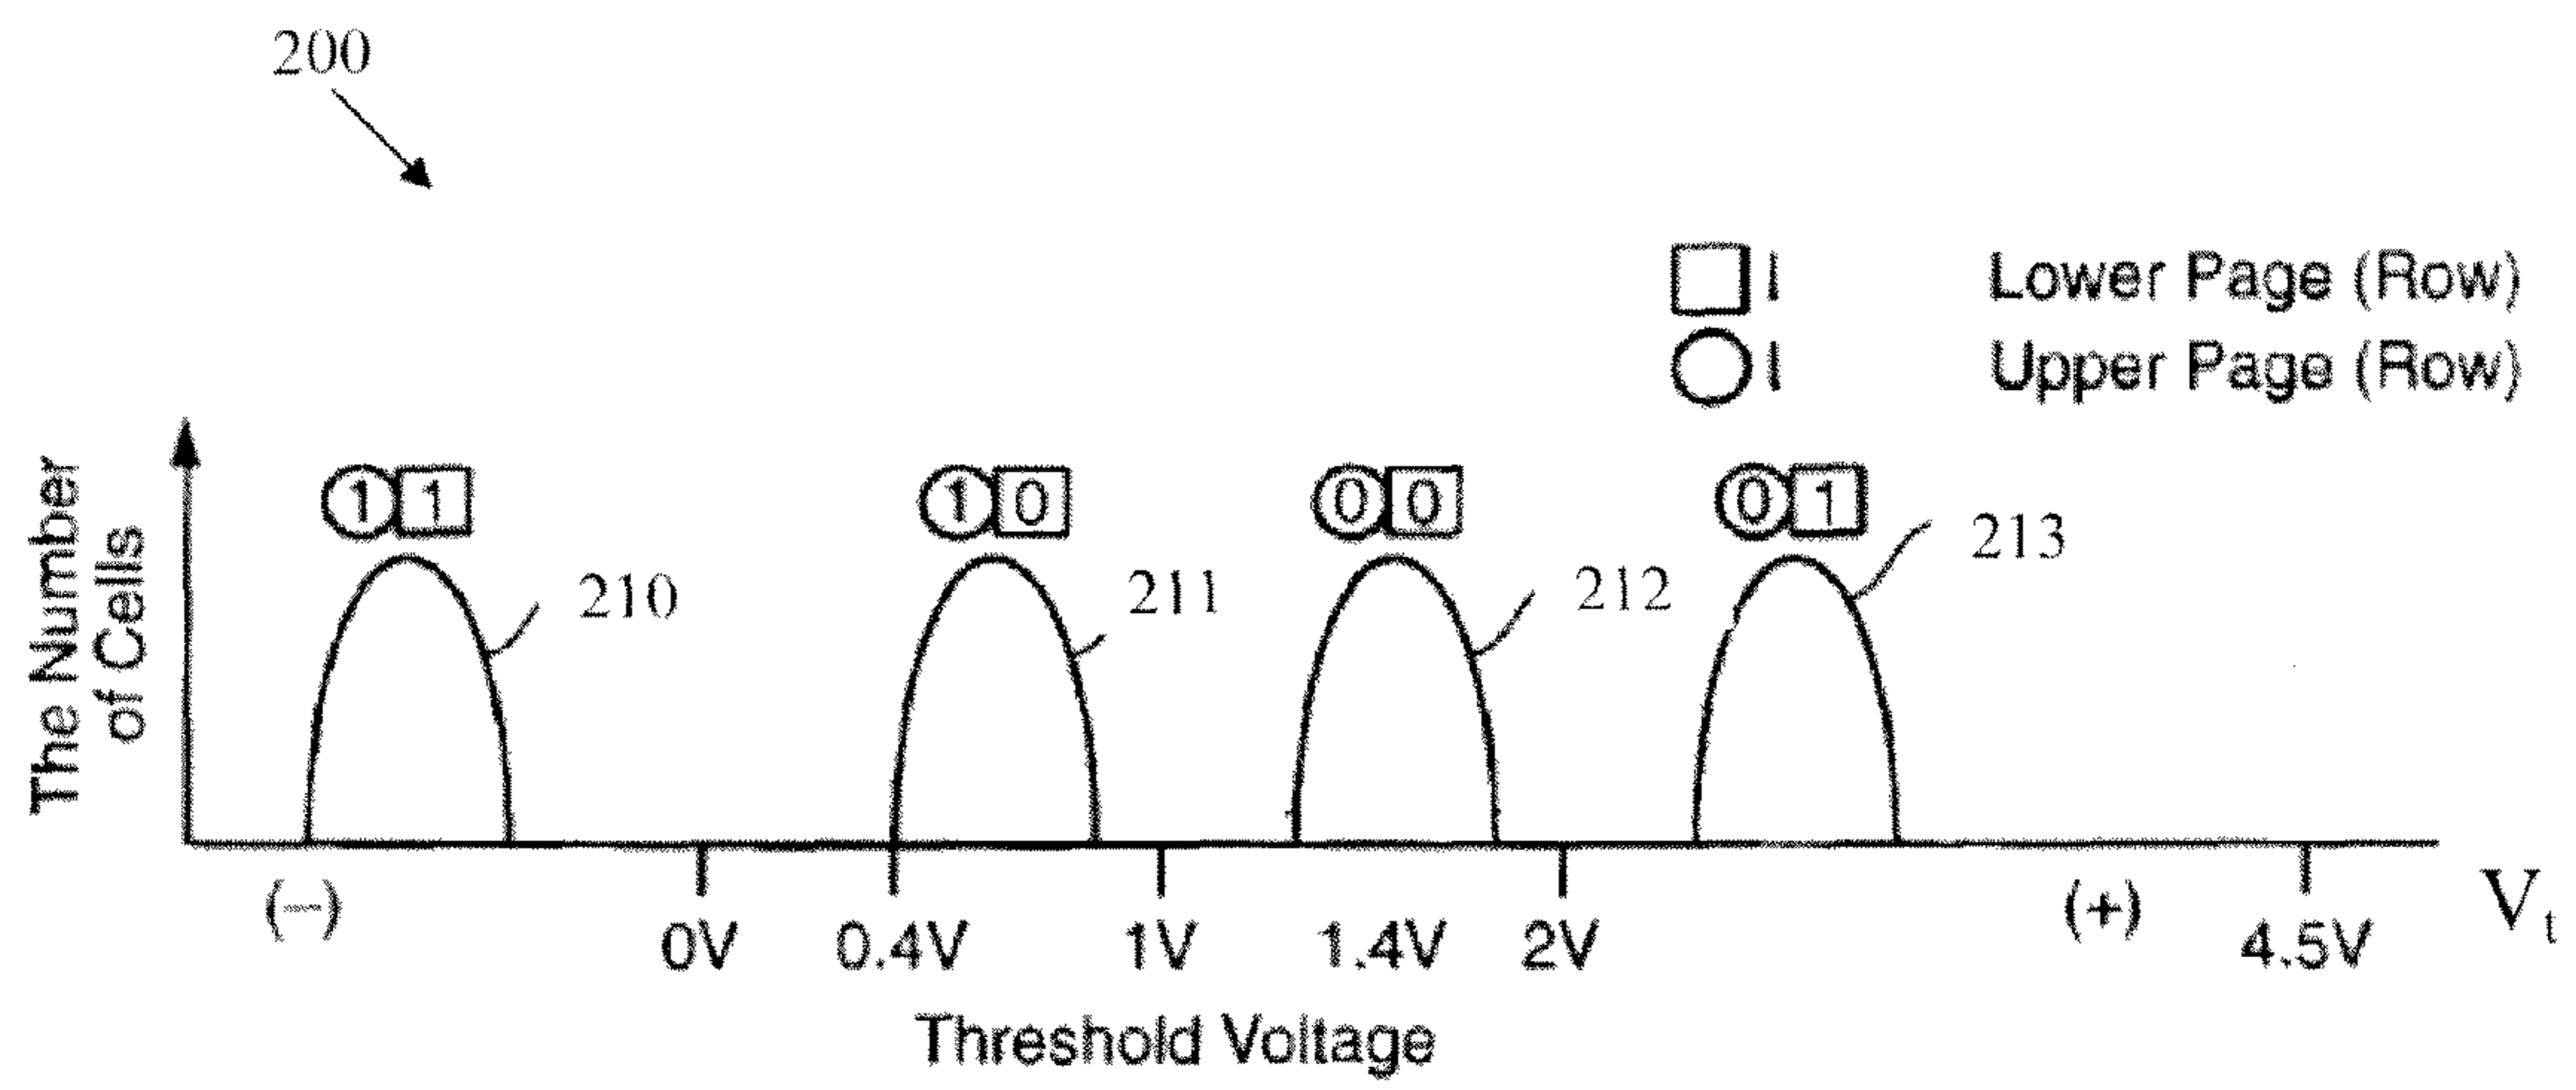 200
I Lower Page (Row)
I Upper Page (Row)
The Number
of Cells
1 1
1 0
0 0
0 1
210
211
212
213
(−)
0V
0.4V
1V
1.4V
2V
(+)
4.5V
Vt
Threshold Voltage